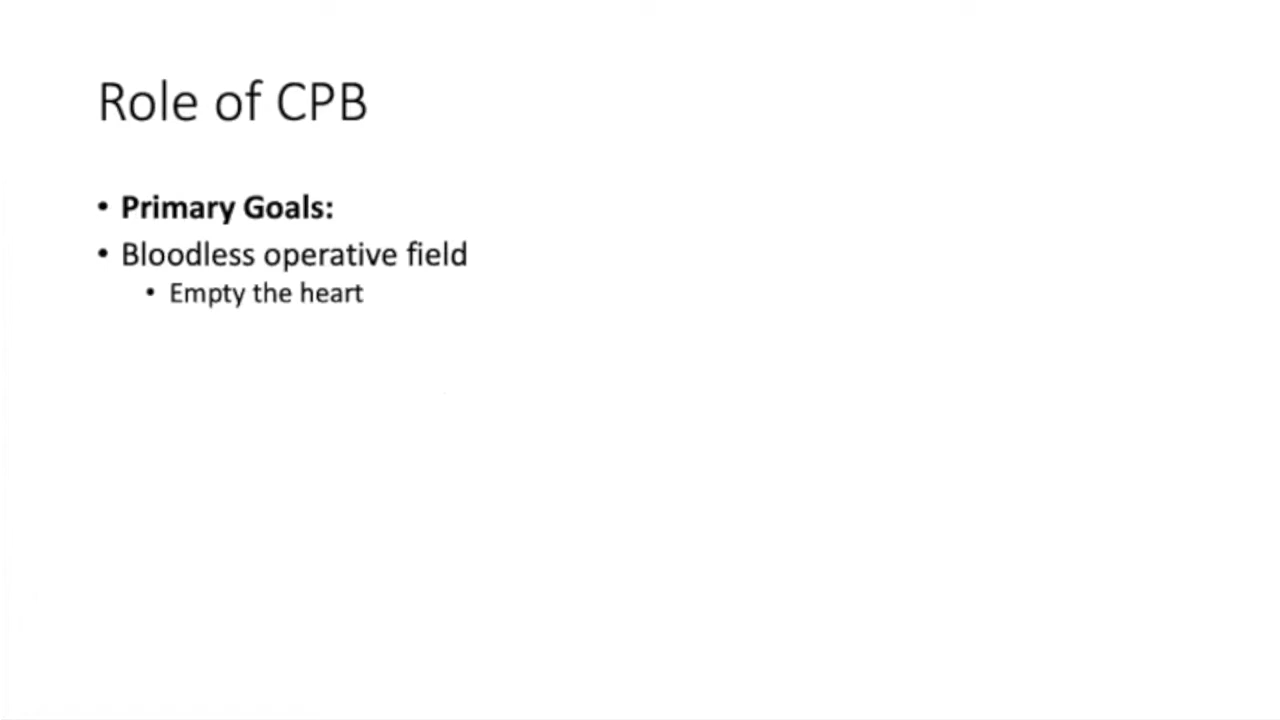 Role of CPB
• Primary Goals:
• Bloodless operative field
• Empty the heart